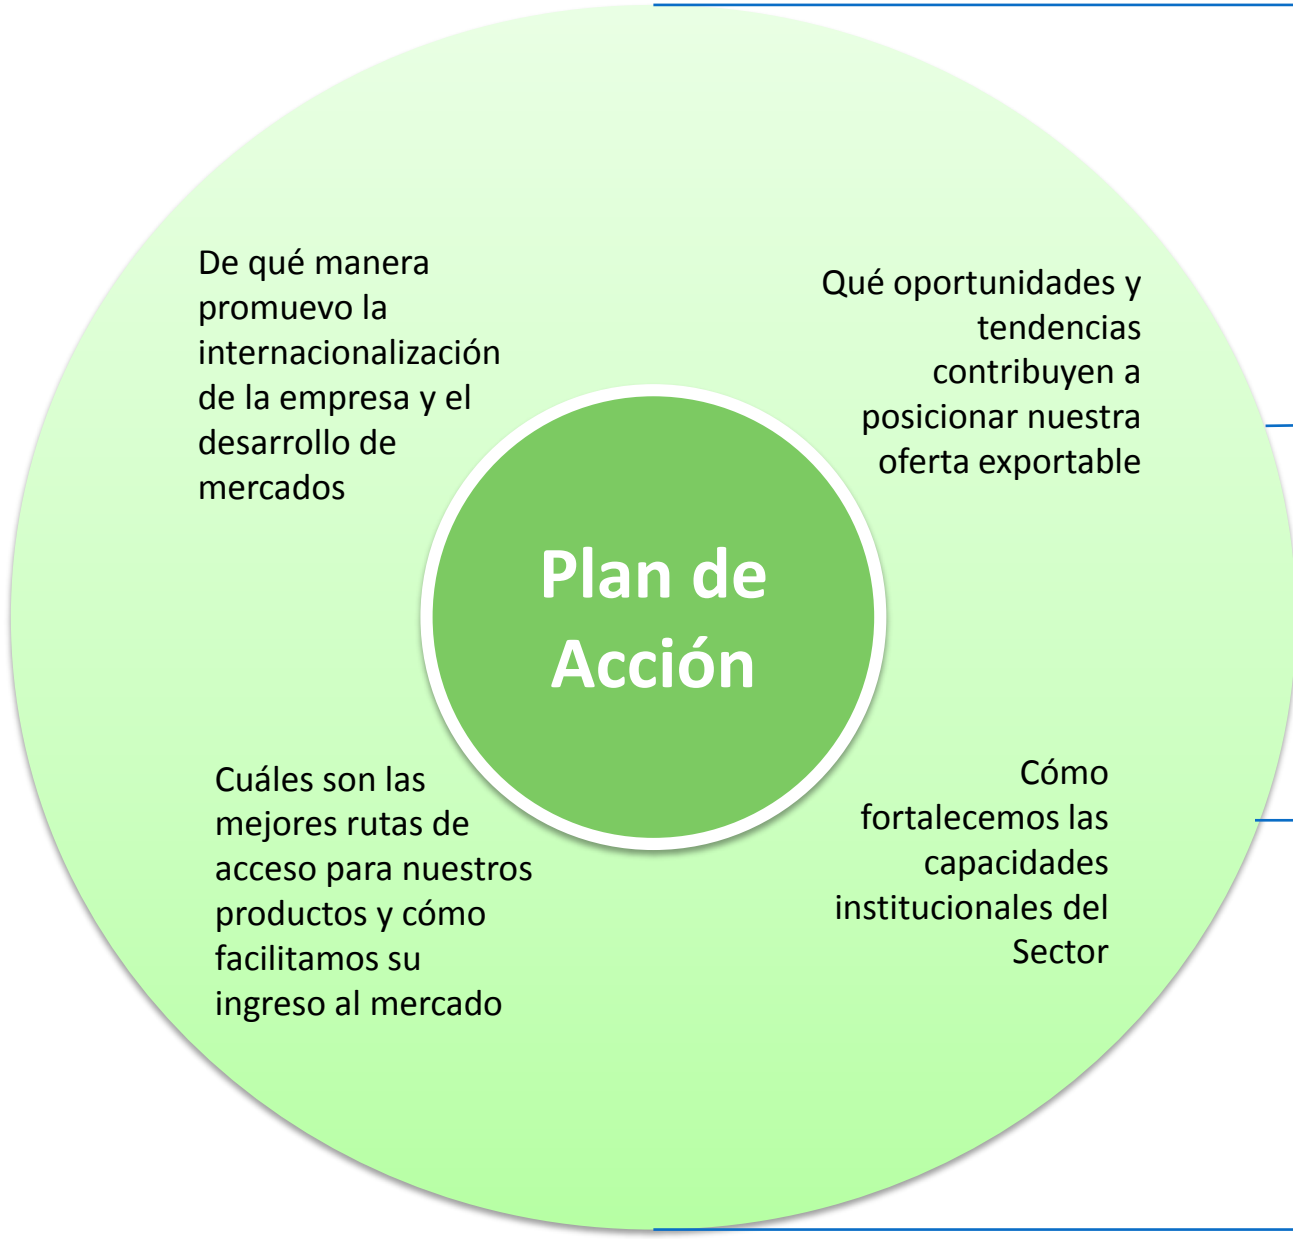 De qué manera
promuevo la
internacionalización
de la empresa y el
desarrollo de
mercados
Qué oportunidades y
tendencias
contribuyen a
posicionar nuestra
oferta exportable
Plan de
Acción
Cuáles son las
mejores rutas de
acceso para nuestros
productos y cómo
facilitamos su
ingreso al mercado
Cómo
fortalecemos las
capacidades
institucionales del
Sector